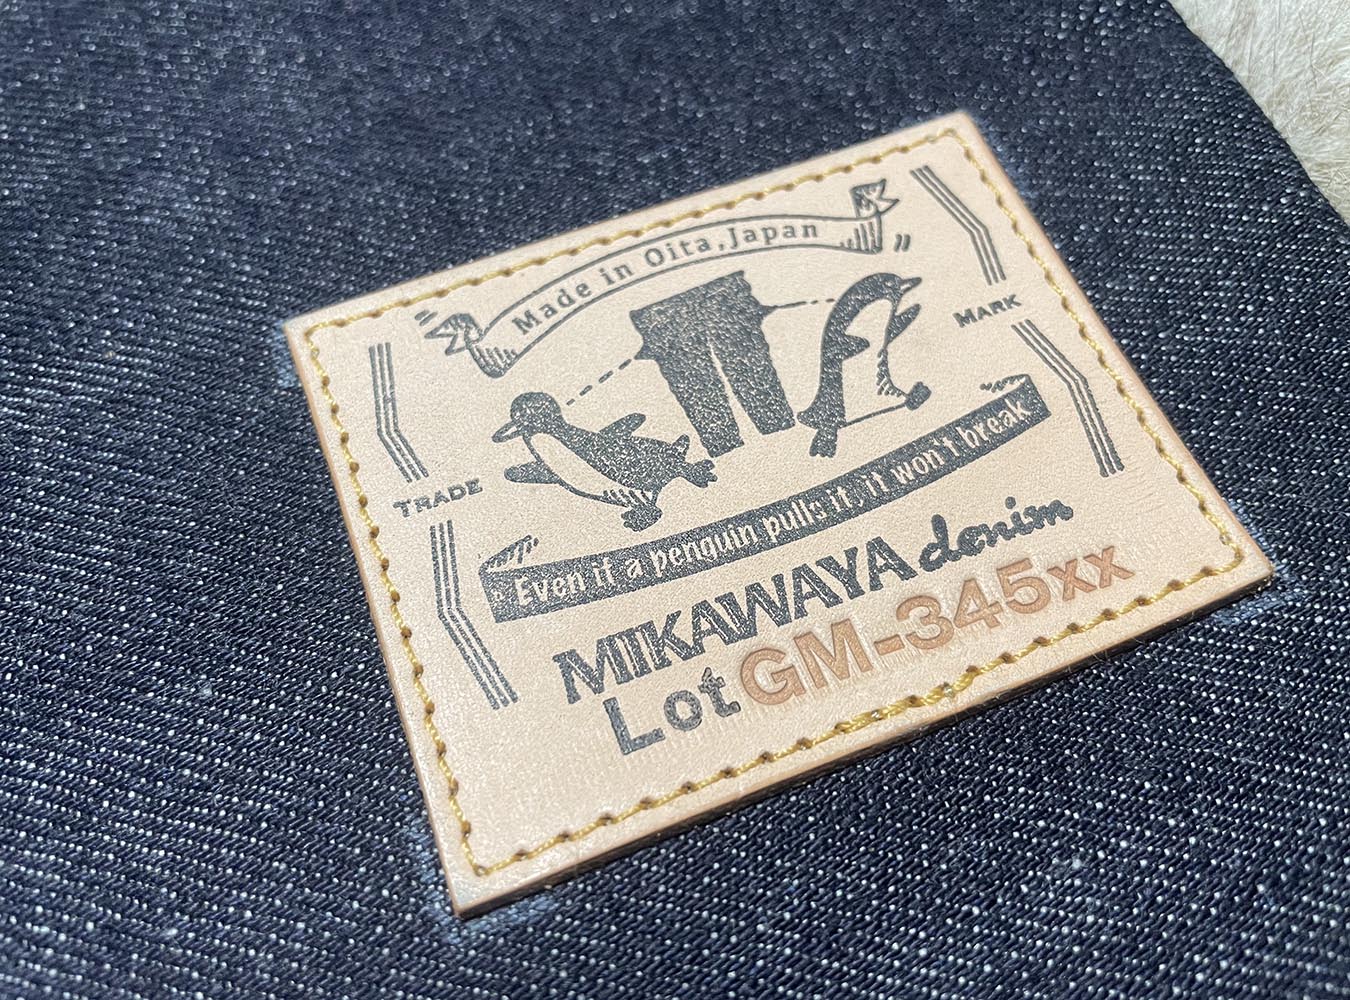 Made in Oita,Japan
TRADE
MARK
Even if a penguin pulls it, it won't break
MIKAWAYA denim
Lot GM-345xx